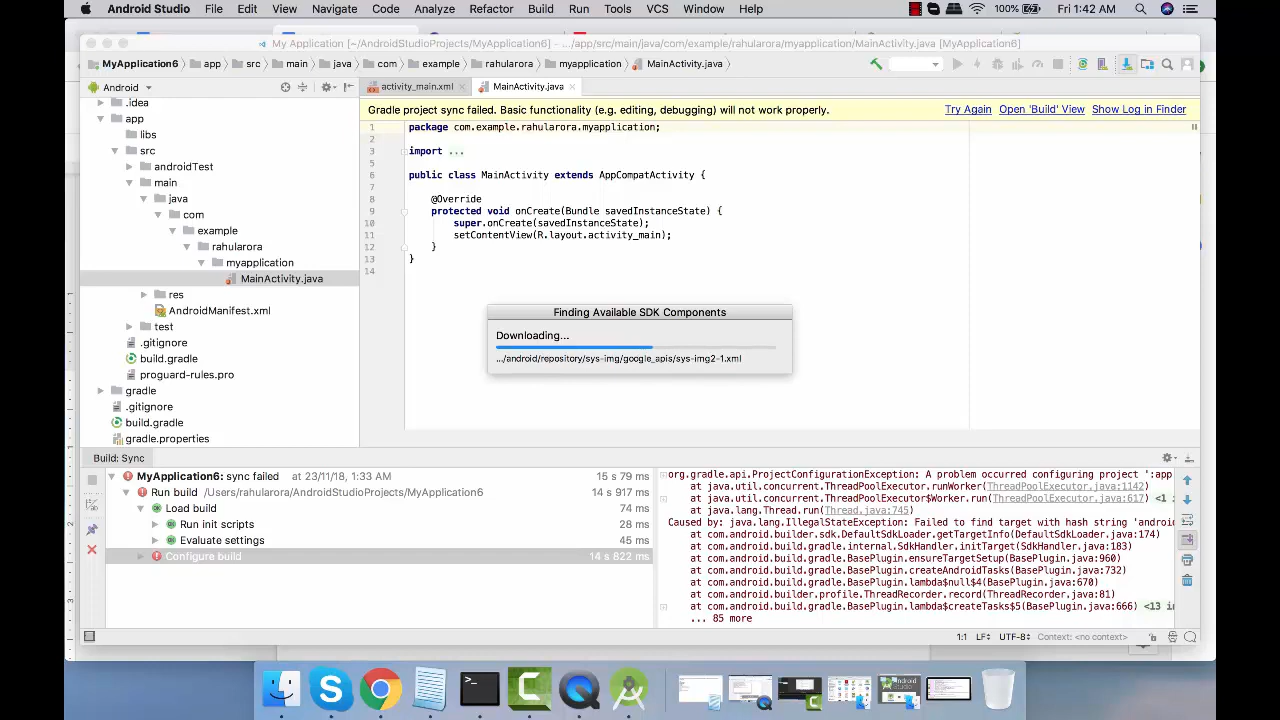 Android Studio File Edit View Navigate Code Analyze Refactor Build Run Tools VCS Window Help 100% Fri 1:42 AM
My Application [~/AndroidStudioProjects/MyApplication6] - .../app/src/main/java/com/example/rahularora/myapplication/MainActivity.java [MyApplication6]
MyApplication6 app src main java com example rahularora myapplication MainActivity.java
Android activity_main.xml MainActivity.java
Gradle project sync failed. Basic functionality (e.g. editing, debugging) will not work properly. Try Again Open 'Build' View Show Log in Finder
.idea
app
libs
src
androidTest
main
java
com
example
rahularora
myapplication
MainActivity.java
res
AndroidManifest.xml
test
.gitignore
build.gradle
proguard-rules.pro
gradle
.gitignore
build.gradle
gradle.properties
1 package com.example.rahularora.myapplication;
2
3 import ...
5
6 public class MainActivity extends AppCompatActivity {
7
8 @Override
9 protected void onCreate(Bundle savedInstanceState) {
10 super.onCreate(savedInstanceState);
11 setContentView(R.layout.activity_main);
12 }
13 }
14
Finding Available SDK Components
Downloading...
.../android/repository/sys-img/google_apis/sys-img2-1.xml
Build: Sync
MyApplication6: sync failed at 23/11/18, 1:33 AM 15 s 79 ms
Run build /Users/rahularora/AndroidStudioProjects/MyApplication6 14 s 917 ms
Load build 74 ms
Run init scripts 28 ms
Evaluate settings 45 ms
Configure build 14 s 822 ms
org.gradle.api.ProjectConfigurationException: A problem occurred configuring project ':app
at java.util.concurrent.ThreadPoolExecutor.runWorker(ThreadPoolExecutor.java:1142)
at java.util.concurrent.ThreadPoolExecutor$Worker.run(ThreadPoolExecutor.java:617) <1 i
at java.lang.Thread.run(Thread.java:745)
Caused by: java.lang.IllegalStateException: Failed to find target with hash string 'androi
at com.android.builder.sdk.DefaultSdkLoader.getTargetInfo(DefaultSdkLoader.java:174)
at com.android.build.gradle.internal.SdkHandler.initTarget(SdkHandler.java:183)
at com.android.build.gradle.BasePlugin.ensureTargetSetup(BasePlugin.java:960)
at com.android.build.gradle.BasePlugin.createAndroidTasks(BasePlugin.java:732)
at com.android.build.gradle.BasePlugin.lambda$null$4(BasePlugin.java:670)
at com.android.builder.profile.ThreadRecorder.record(ThreadRecorder.java:81)
at com.android.build.gradle.BasePlugin.lambda$createTasks$5(BasePlugin.java:666) <13 i
... 85 more
1:1 LF UTF-8 Context: <no context>